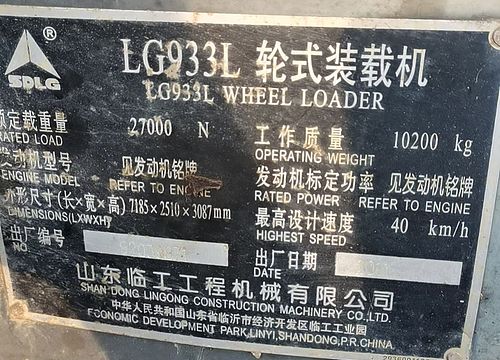 ® LG933L 轮式装载机
SDLG LG933L WHEEL LOADER
额定载重量 27000 N 工作质量 10200 kg
RATED LOAD OPERATING WEIGHT
发动机型号 见发动机铭牌 发动机标定功率 见发动机铭牌
ENGINE MODEL REFER TO ENGINE RATED POWER REFER TO ENGINE
外形尺寸(长×宽×高) 7185×2510×3087mm 最高设计速度 40 km/h
DIMENSIONS(LXWXH) HIGHEST SPEED
出厂编号 出厂日期
NO DATE
山东临工工程机械有限公司
SHAN DONG LINGONG CONSTRUCTION MACHINERY CO.,LTD.
中华人民共和国山东省临沂市经济开发区临工工业园
ECONOMIC DEVELOPMENT PARK,LINYI,SHANDONG,P.R.CHINA